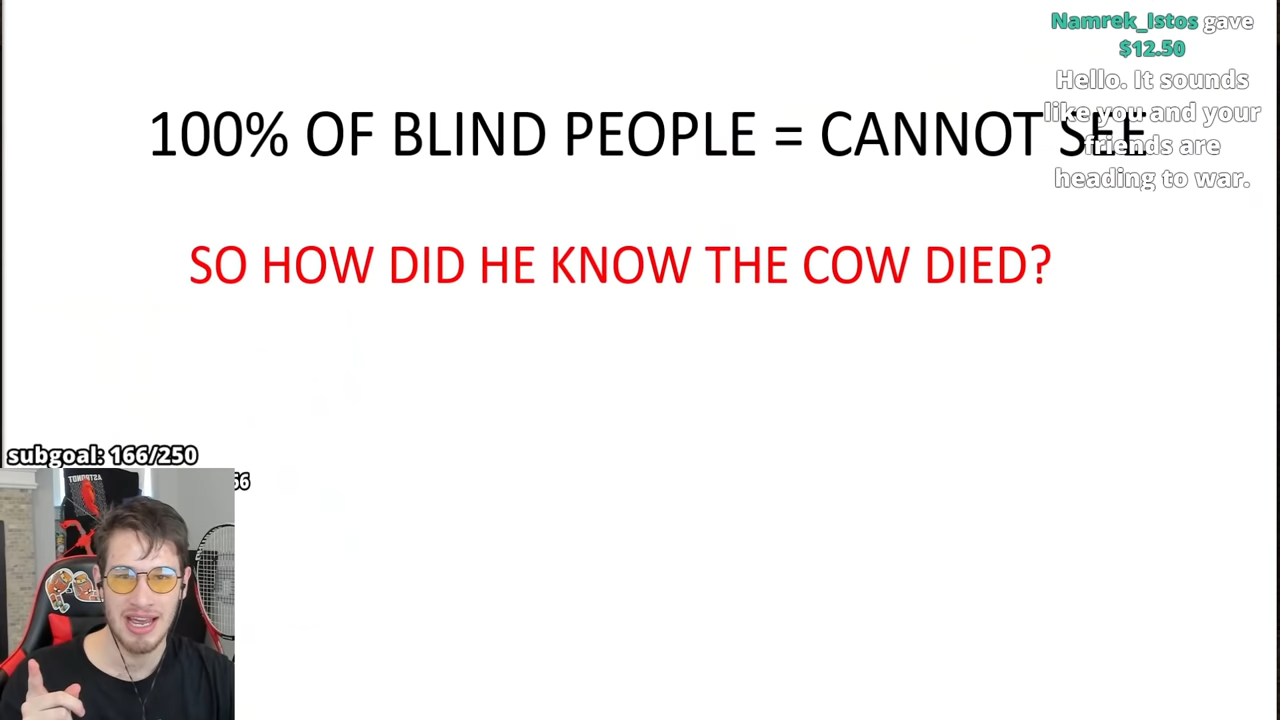 Namrek_Istos gave
$12.50
Hello. It sounds
like you and your
friends are
heading to war.
100% OF BLIND PEOPLE = CANNOT SEE
SO HOW DID HE KNOW THE COW DIED?
subgoal: 166/250
66